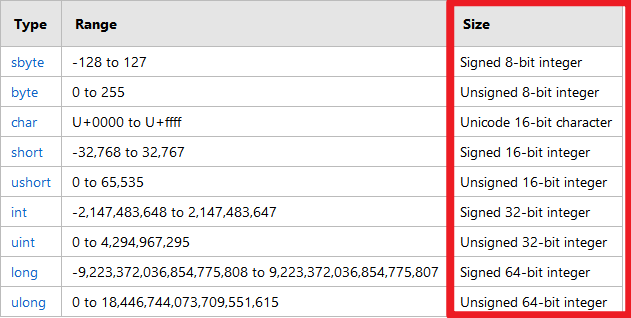 Type Range Size
sbyte -128 to 127 Signed 8-bit integer
byte 0 to 255 Unsigned 8-bit integer
char U+0000 to U+ffff Unicode 16-bit character
short -32,768 to 32,767 Signed 16-bit integer
ushort 0 to 65,535 Unsigned 16-bit integer
int -2,147,483,648 to 2,147,483,647 Signed 32-bit integer
uint 0 to 4,294,967,295 Unsigned 32-bit integer
long -9,223,372,036,854,775,808 to 9,223,372,036,854,775,807 Signed 64-bit integer
ulong 0 to 18,446,744,073,709,551,615 Unsigned 64-bit integer